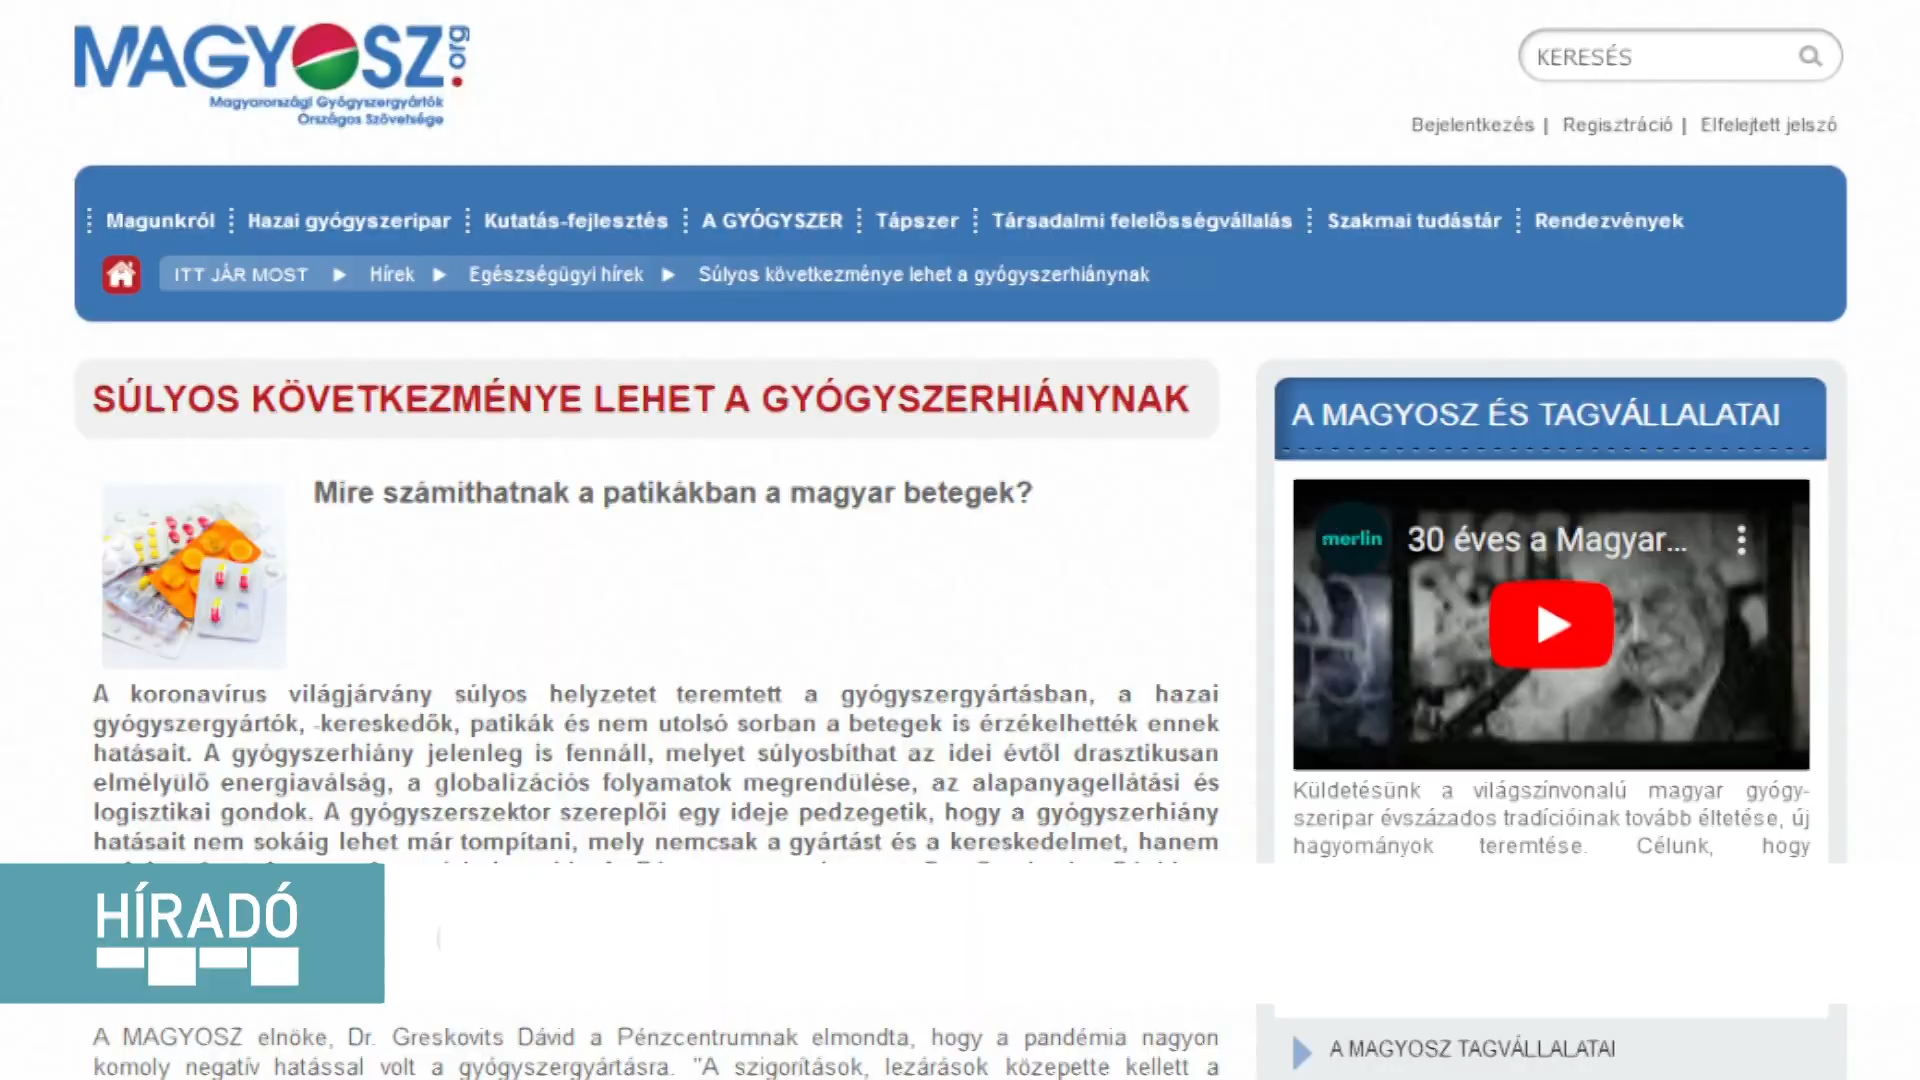 MAGYOSZ.org
Magyarországi Gyógyszergyártók
Országos Szövetsége
KERESÉS
Bejelentkezés | Regisztráció | Elfelejtett jelszó
Magunkról Hazai gyógyszeripar Kutatás-fejlesztés A GYÓGYSZER Tápszer Társadalmi felelősségvállalás Szakmai tudástár Rendezvények
ITT JÁR MOST Hírek Egészségügyi hírek Súlyos következménye lehet a gyógyszerhiánynak
SÚLYOS KÖVETKEZMÉNYE LEHET A GYÓGYSZERHIÁNYNAK
Mire számíthatnak a patikákban a magyar betegek?
A koronavírus világjárvány súlyos helyzetet teremtett a gyógyszergyártásban, a hazai
gyógyszergyártók, -kereskedők, patikák és nem utolsó sorban a betegek is érzékelhették ennek
hatásait. A gyógyszerhiány jelenleg is fennáll, melyet súlyosbíthat az idei évtől drasztikusan
elmélyülő energiaválság, a globalizációs folyamatok megrendülése, az alapanyagellátási és
logisztikai gondok. A gyógyszerszektor szereplői egy ideje pedzegetik, hogy a gyógyszerhiány
hatásait nem sokáig lehet már tompítani, mely nemcsak a gyártást és a kereskedelmet, hanem
A MAGYOSZ elnöke, Dr. Greskovits Dávid a Pénzcentrumnak elmondta, hogy a pandémia nagyon
komoly negatív hatással volt a gyógyszergyártásra. "A szigorítások, lezárások közepette kellett a
A MAGYOSZ ÉS TAGVÁLLALATAI
merlin
30 éves a Magyar...
Küldetésünk a világszínvonalú magyar gyógy-
szeripar évszázados tradícióinak tovább éltetése, új
hagyományok teremtése. Célunk, hogy
A MAGYOSZ TAGVÁLLALATAI
HÍRADÓ